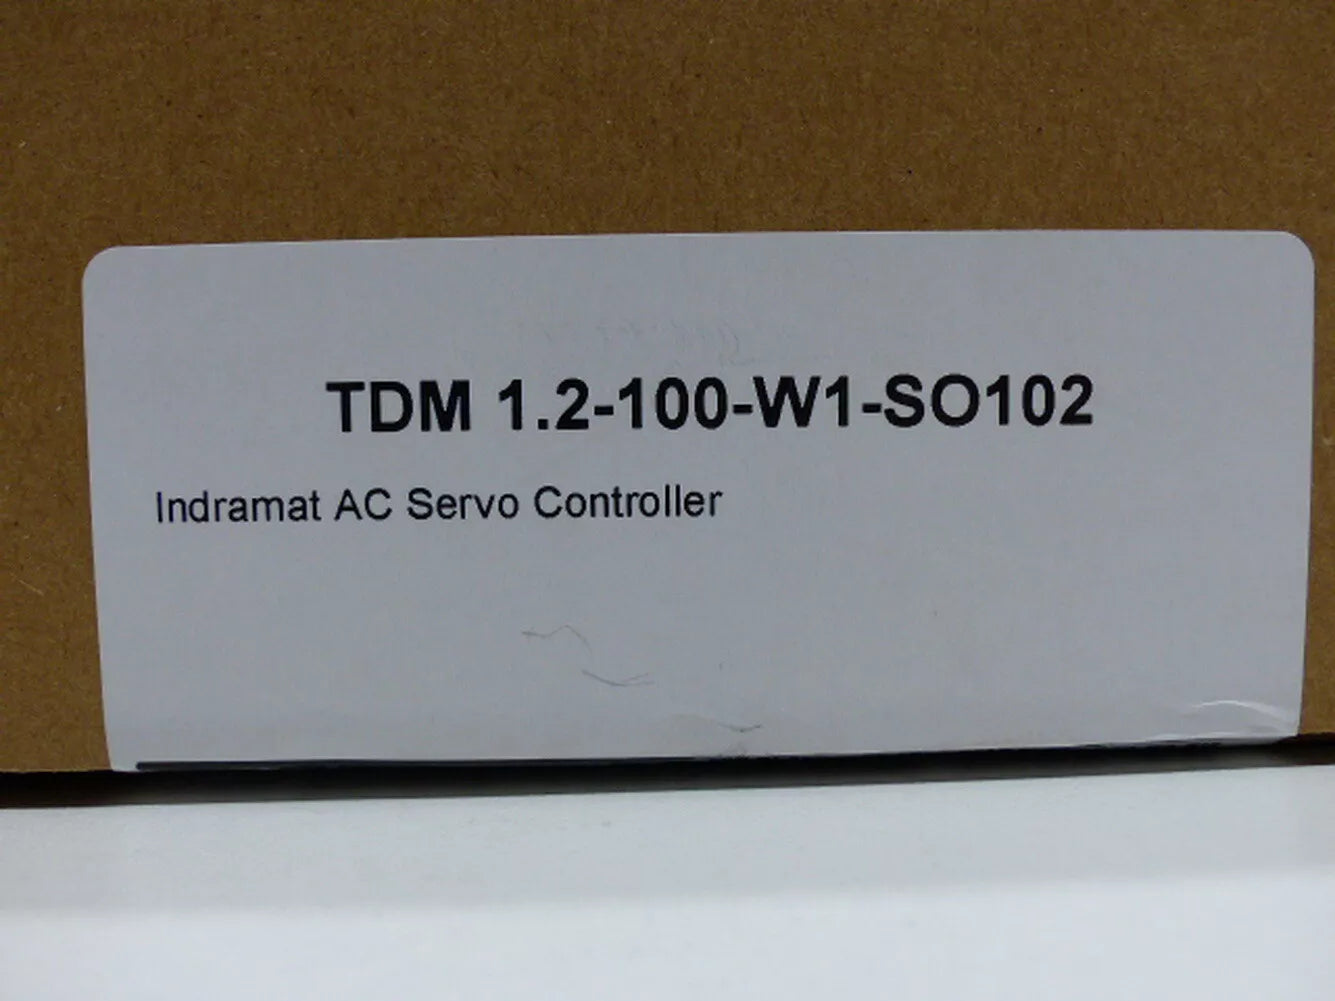 TDM 1.2-100-W1-SO102
Indramat AC Servo Controller